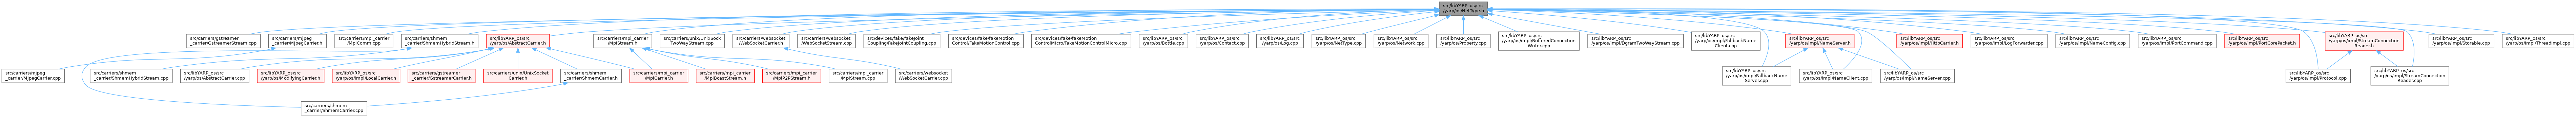 src/libYARP_os/src
/yarp/os/NetType.h
src/carriers/gstreamer
_carrier/GstreamerStream.cpp
src/carriers/mjpeg
_carrier/MjpegCarrier.h
src/carriers/mpi_carrier
/MpiComm.cpp
src/carriers/shmem
_carrier/ShmemHybridStream.h
src/libYARP_os/src
/yarp/os/AbstractCarrier.h
src/carriers/mpi_carrier
/MpiStream.h
src/carriers/unix/UnixSock
TwoWayStream.cpp
src/carriers/websocket
/WebSocketCarrier.h
src/carriers/websocket
/WebSocketStream.cpp
src/devices/fake/fakeJoint
Coupling/FakeJointCoupling.cpp
src/devices/fake/fakeMotion
Control/FakeMotionControl.cpp
src/devices/fake/fakeMotion
ControlMicro/FakeMotionControlMicro.cpp
src/libYARP_os/src
/yarp/os/Bottle.cpp
src/libYARP_os/src
/yarp/os/Contact.cpp
src/libYARP_os/src
/yarp/os/Log.cpp
src/libYARP_os/src
/yarp/os/NetType.cpp
src/libYARP_os/src
/yarp/os/Network.cpp
src/libYARP_os/src
/yarp/os/Property.cpp
src/libYARP_os/src
/yarp/os/impl/BufferedConnection
Writer.cpp
src/libYARP_os/src
/yarp/os/impl/DgramTwoWayStream.cpp
src/libYARP_os/src
/yarp/os/impl/FallbackName
Client.cpp
src/libYARP_os/src
/yarp/os/impl/NameServer.h
src/libYARP_os/src
/yarp/os/impl/HttpCarrier.h
src/libYARP_os/src
/yarp/os/impl/LogForwarder.cpp
src/libYARP_os/src
/yarp/os/impl/NameConfig.cpp
src/libYARP_os/src
/yarp/os/impl/PortCommand.cpp
src/libYARP_os/src
/yarp/os/impl/PortCorePacket.h
src/libYARP_os/src
/yarp/os/impl/StreamConnection
Reader.h
src/libYARP_os/src
/yarp/os/impl/Storable.cpp
src/libYARP_os/src
/yarp/os/impl/ThreadImpl.cpp
src/carriers/mjpeg
_carrier/MjpegCarrier.cpp
src/carriers/shmem
_carrier/ShmemHybridStream.cpp
src/libYARP_os/src
/yarp/os/AbstractCarrier.cpp
src/libYARP_os/src
/yarp/os/ModifyingCarrier.h
src/libYARP_os/src
/yarp/os/impl/LocalCarrier.h
src/carriers/gstreamer
_carrier/GstreamerCarrier.h
src/carriers/unix/UnixSocket
Carrier.h
src/carriers/shmem
_carrier/ShmemCarrier.h
src/carriers/mpi_carrier
/MpiCarrier.h
src/carriers/mpi_carrier
/MpiBcastStream.h
src/carriers/mpi_carrier
/MpiP2PStream.h
src/carriers/mpi_carrier
/MpiStream.cpp
src/carriers/websocket
/WebSocketCarrier.cpp
src/libYARP_os/src
/yarp/os/impl/FallbackName
Server.cpp
src/libYARP_os/src
/yarp/os/impl/NameClient.cpp
src/libYARP_os/src
/yarp/os/impl/NameServer.cpp
src/libYARP_os/src
/yarp/os/impl/Protocol.cpp
src/libYARP_os/src
/yarp/os/impl/StreamConnection
Reader.cpp
src/carriers/shmem
_carrier/ShmemCarrier.cpp